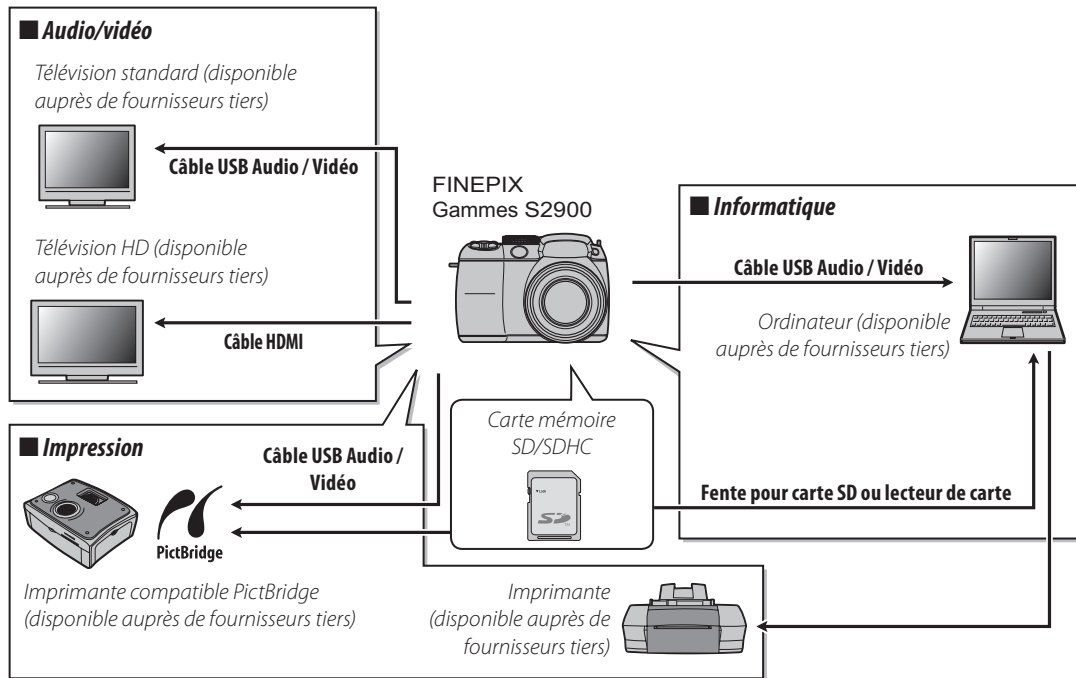 ■ Audio/vidéo
Télévision standard (disponible
auprès de fournisseurs tiers)
Câble USB Audio / Vidéo
Télévision HD (disponible
auprès de fournisseurs tiers)
Câble HDMI
FINEPIX
Gammes S2900
■ Informatique
Câble USB Audio / Vidéo
Ordinateur (disponible
auprès de fournisseurs tiers)
Carte mémoire
SD/SDHC
SD
Fente pour carte SD ou lecteur de carte
■ Impression
Câble USB Audio /
Vidéo
PictBridge
Imprimante compatible PictBridge
(disponible auprès de fournisseurs tiers)
Imprimante
(disponible auprès de
fournisseurs tiers)